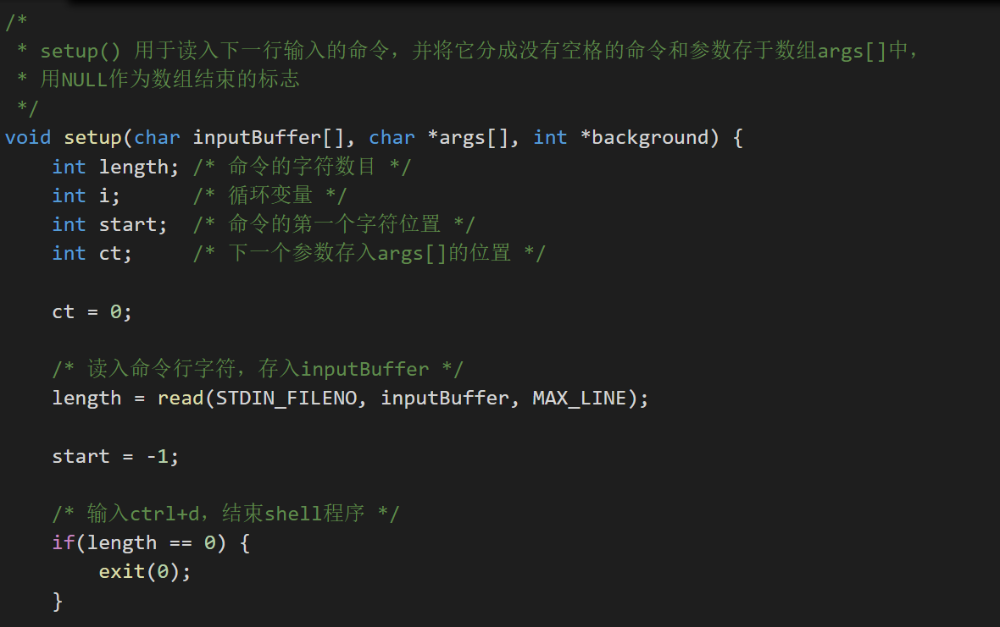 /*
 * setup() 用于读入下一行输入的命令，并将它分成没有空格的命令和参数存于数组args[]中，
 * 用NULL作为数组结束的标志
 */
void setup(char inputBuffer[], char *args[], int *background) {
    int length; /* 命令的字符数目 */
    int i;      /* 循环变量 */
    int start;  /* 命令的第一个字符位置 */
    int ct;     /* 下一个参数存入args[]的位置 */

    ct = 0;

    /* 读入命令行字符，存入inputBuffer */
    length = read(STDIN_FILENO, inputBuffer, MAX_LINE);

    start = -1;

    /* 输入ctrl+d，结束shell程序 */
    if(length == 0) {
        exit(0);
    }